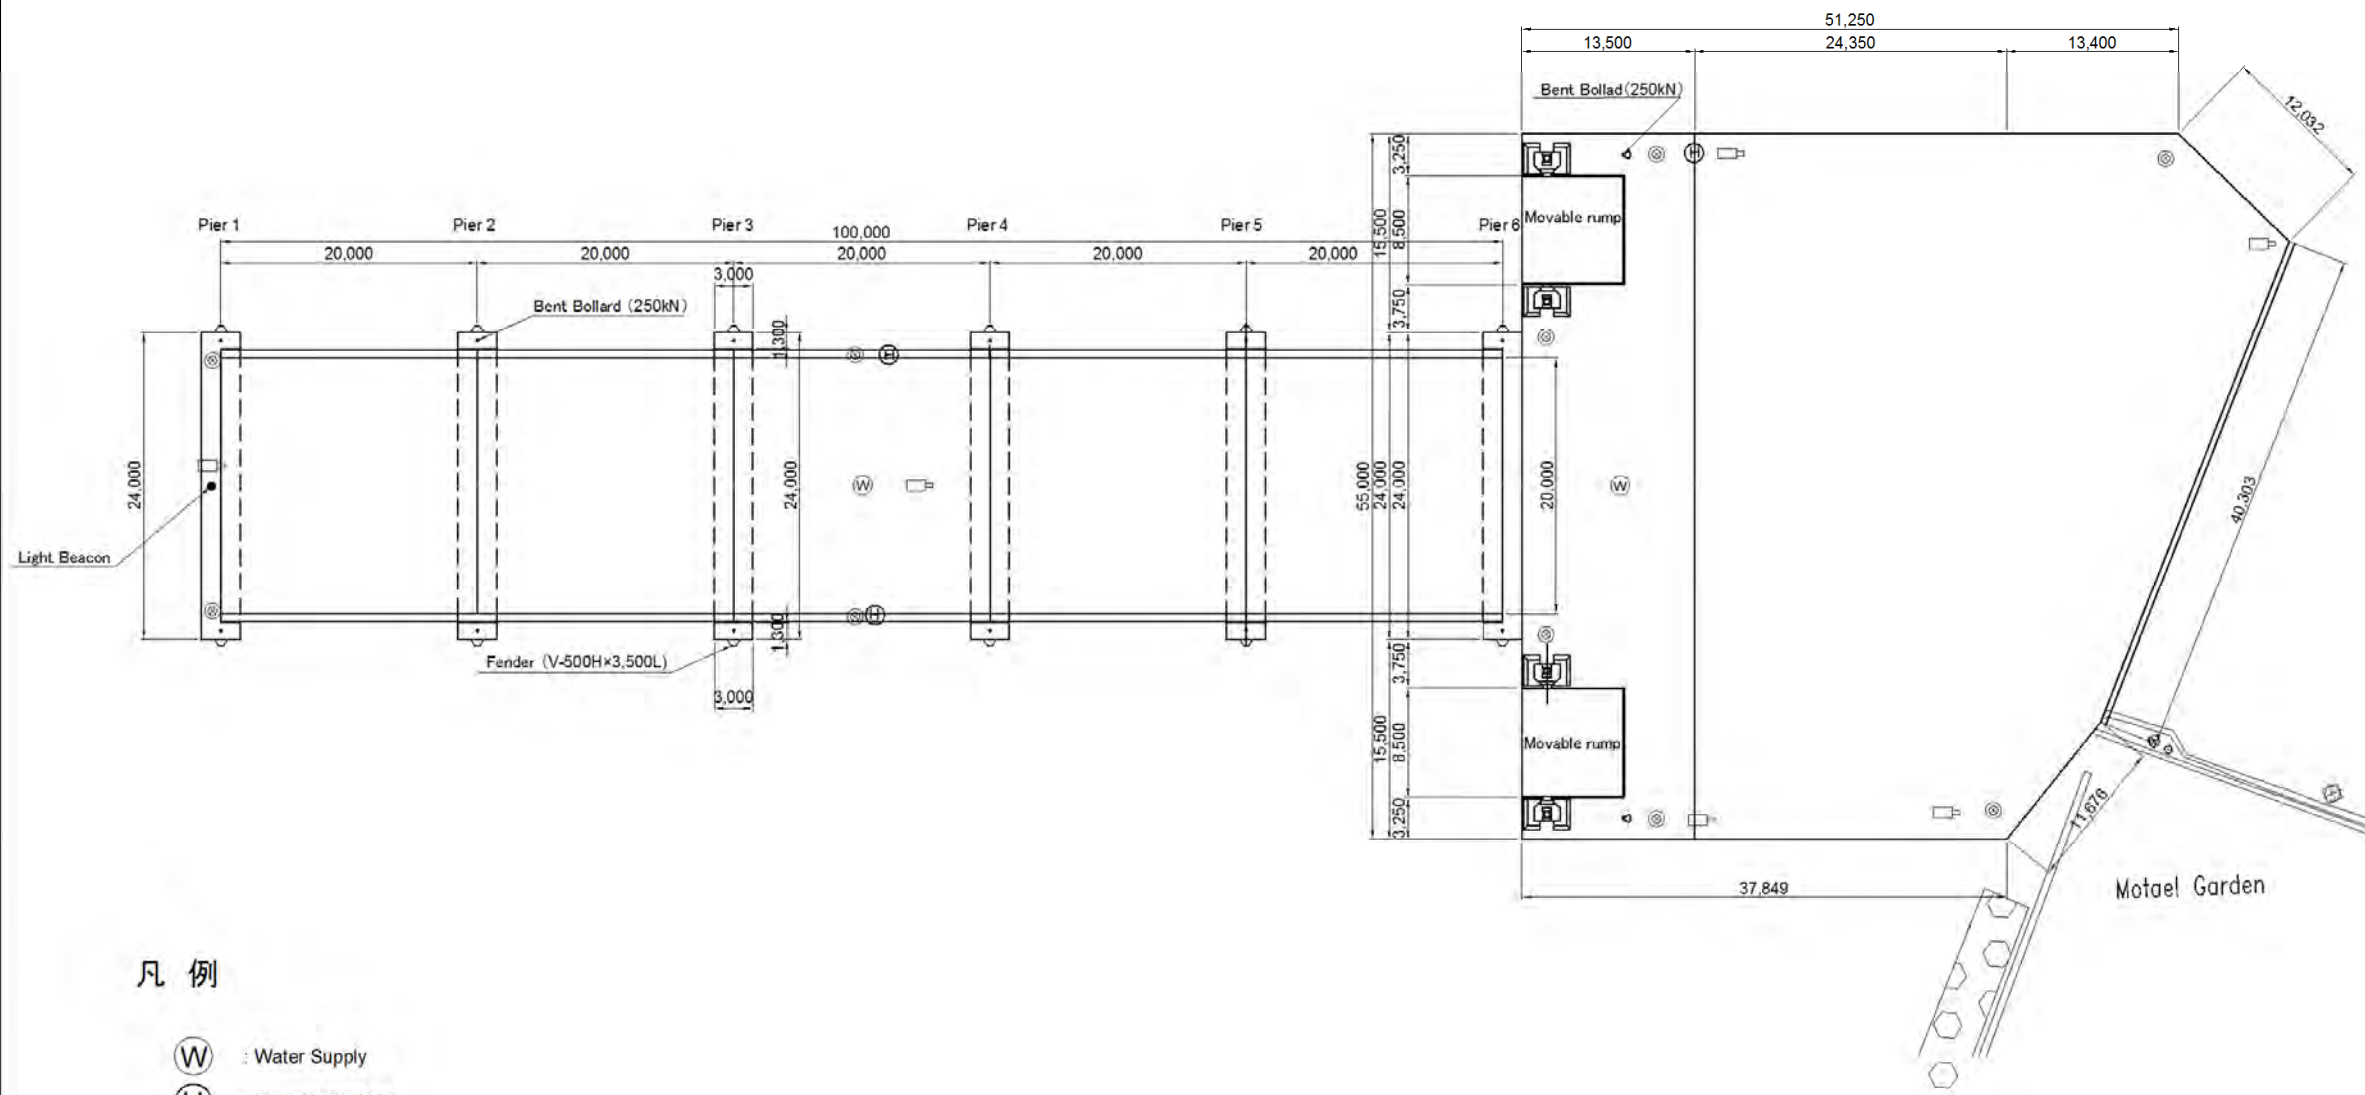 51,250
13,500 24,350 13,400
Bent Bollad(250kN)
12,032
3,250
Movable rump
Pier 1 Pier 2 Pier 3 Pier 4 Pier 5 Pier 6
100,000
15,500 8,500
20,000 20,000 20,000 20,000 20,000
3,000
Bent Bollard (250kN)
1,300
3,750
24,000
24,000
55,000
24,000
24,000
20,000
W
W
40,303
Light Beacon
H
H
H
1,300
Fender (V-500H×3,500L)
3,000
3,750
15,500
8,500
Movable rump
3,250
11,676
37,849
Motael Garden
凡 例
W : Water Supply